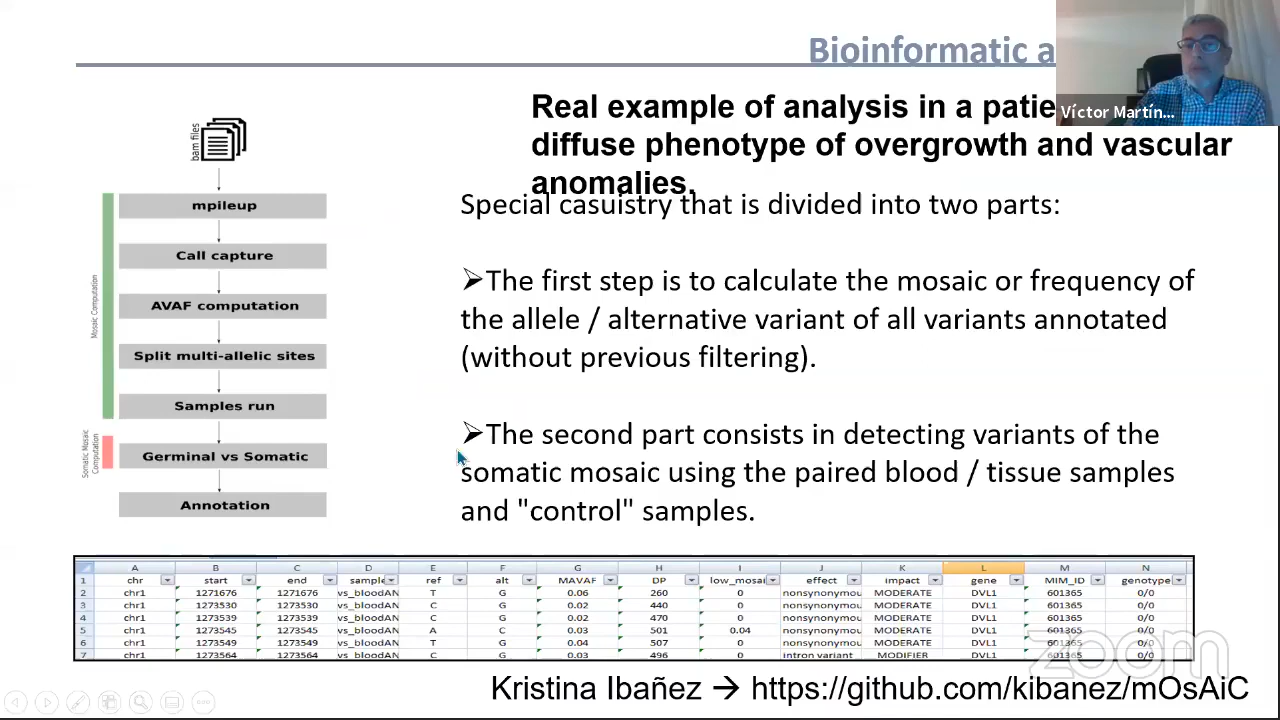 Bioinformatic a
Víctor Martín...
Real example of analysis in a patie
diffuse phenotype of overgrowth and vascular
anomalies.
Special casuistry that is divided into two parts:
➢The first step is to calculate the mosaic or frequency of
the allele / alternative variant of all variants annotated
(without previous filtering).
➢The second part consists in detecting variants of the
somatic mosaic using the paired blood / tissue samples
and "control" samples.
bam files
mpileup
Call capture
AVAF computation
Split multi-allelic sites
Samples run
Germinal vs Somatic
Annotation
Mosaic Computation
Somatic Mosaic
Computation
A B C D E F G H I J K L M N
1 chr start end sample ref alt MAVAF DP low_mosai effect impact gene MIM_ID genotype
2 chr1 1271676 1271676 vs_bloodAN T G 0.06 260 0 nonsynonymou MODERATE DVL1 601365 0/0
3 chr1 1273530 1273530 vs_bloodAN C G 0.02 440 0 nonsynonymou MODERATE DVL1 601365 0/0
4 chr1 1273539 1273539 vs_bloodAN C G 0.02 470 0 nonsynonymou MODERATE DVL1 601365 0/0
5 chr1 1273545 1273545 vs_bloodAN A C 0.03 501 0.04 nonsynonymou MODERATE DVL1 601365 0/0
6 chr1 1273545 1273545 vs_bloodAN T G 0.04 507 0 nonsynonymou MODERATE DVL1 601365 0/0
7 chr1 1273564 1273564 vs_bloodAN C G 0.03 496 0 intron variant MODIFIER DVL1 601365 0/0
zoom
Kristina Ibañez → https://github.com/kibanez/mOsAiC